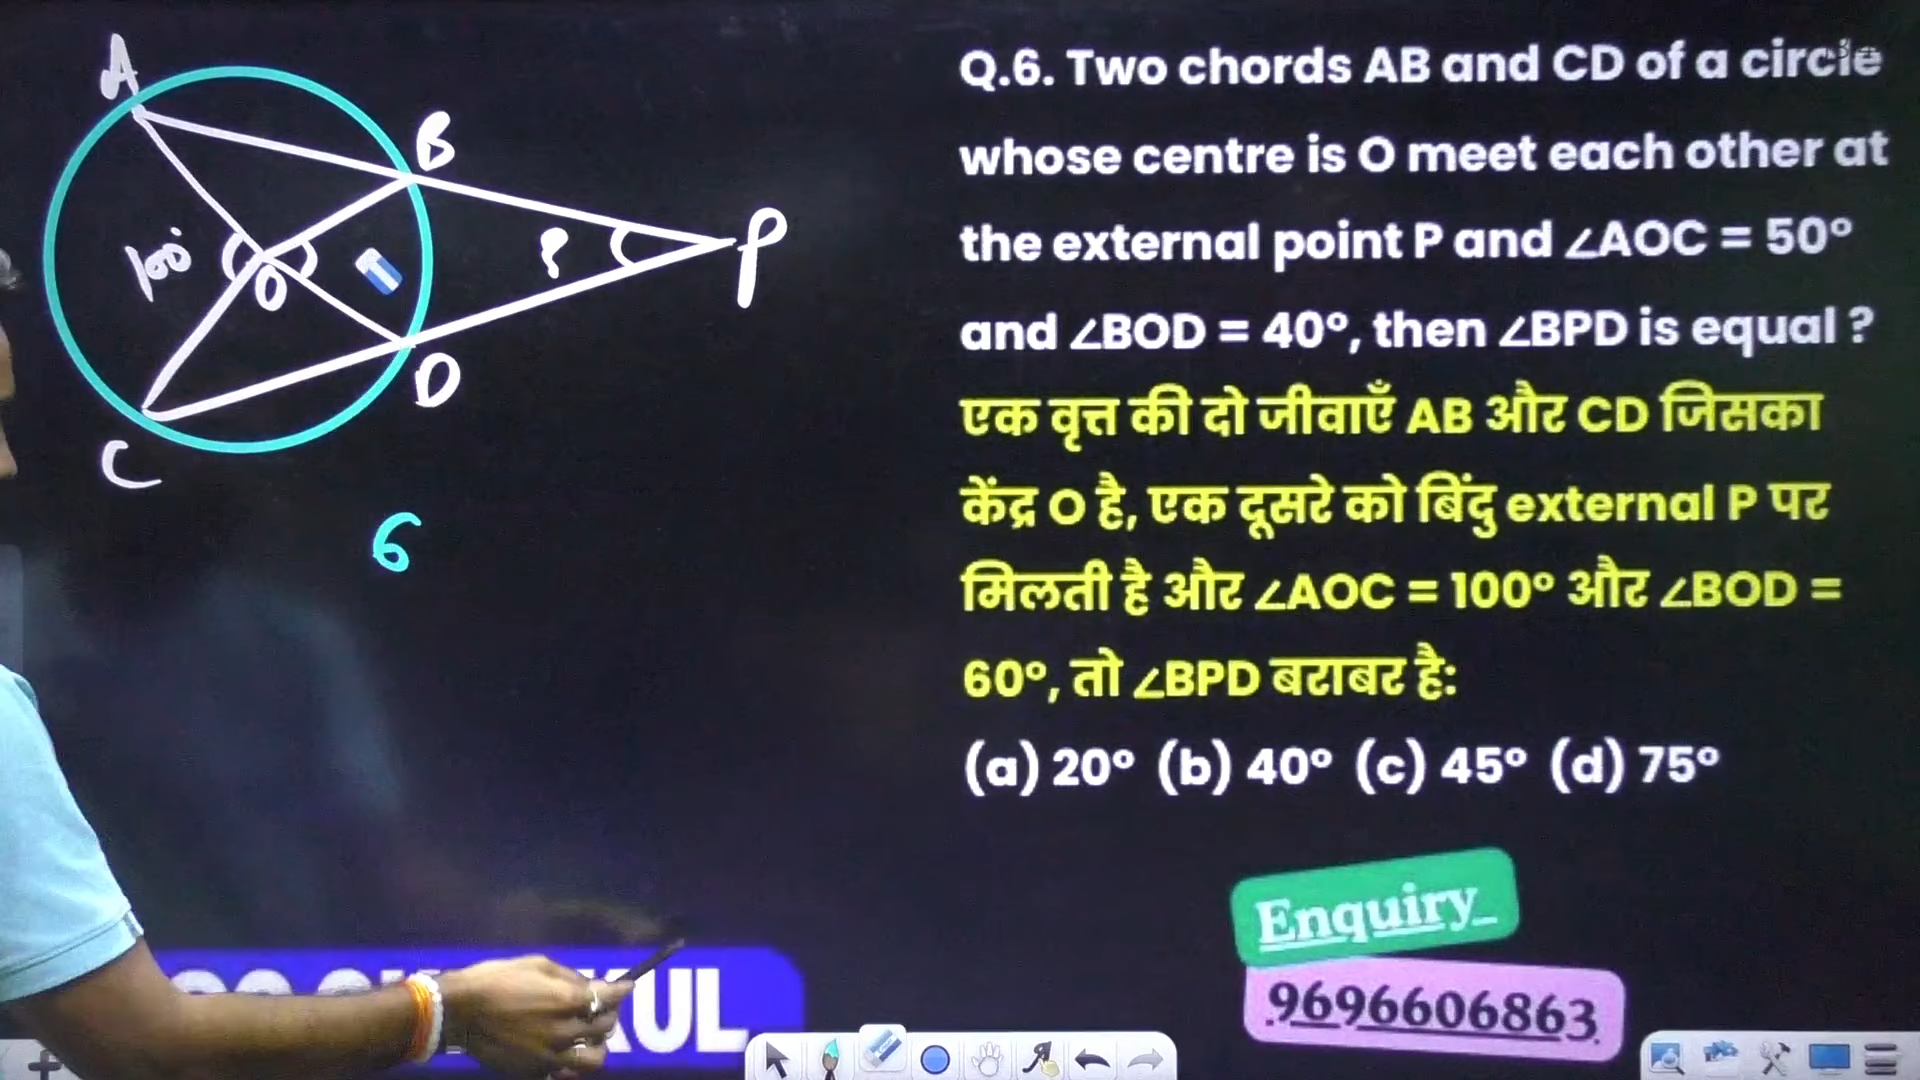 Q.6. Two chords AB and CD of a circle
whose centre is O meet each other at
the external point P and ∠AOC = 50°
and ∠BOD = 40°, then ∠BPD is equal ?
एक वृत्त की दो जीवाएँ AB और CD जिसका
केंद्र O है, एक दूसरे को बिंदु external P पर
मिलती है और ∠AOC = 100° और ∠BOD =
60°, तो ∠BPD बराबर है:
(a) 20° (b) 40° (c) 45° (d) 75°
A
B
100°
O
?
P
D
C
6
Enquiry_
9696606863